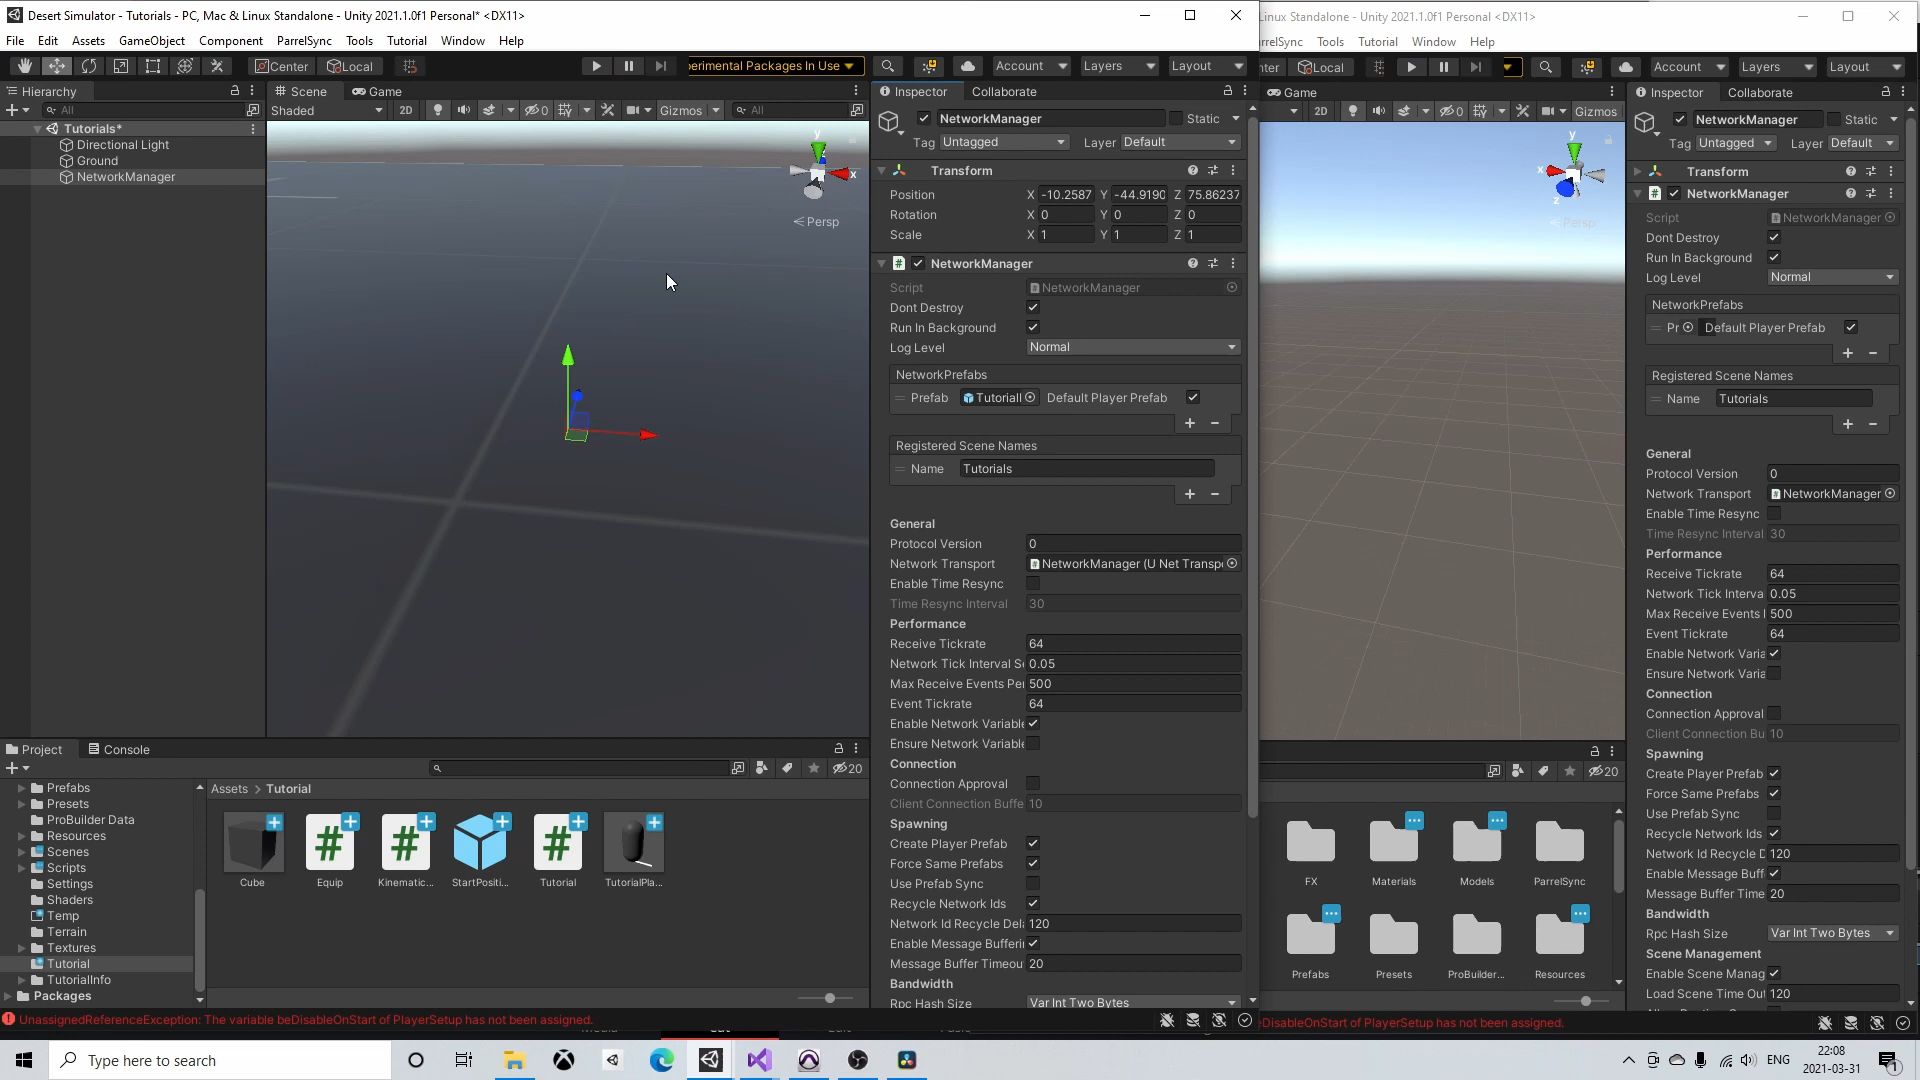 Desert Simulator - Tutorials - PC, Mac & Linux Standalone - Unity 2021.1.0f1 Personal* <DX11>
File Edit Assets GameObject Component ParrelSync Tools Tutorial Window Help
Center Local perimental Packages In Use Account Layers Layout
Hierarchy
All
Tutorials*
Directional Light
Ground
NetworkManager
Scene Game
Shaded 2D 0 Gizmos All
y
x
Persp
Inspector Collaborate
NetworkManager Static
Tag Untagged Layer Default
Transform
Position X -10.2587 Y -44.9190 Z 75.86237
Rotation X 0 Y 0 Z 0
Scale X 1 Y 1 Z 1
NetworkManager
Script NetworkManager
Dont Destroy
Run In Background
Log Level Normal
NetworkPrefabs
Prefab Tutoriall Default Player Prefab
Registered Scene Names
Name Tutorials
General
Protocol Version 0
Network Transport NetworkManager (U Net Transp
Enable Time Resync
Time Resync Interval 30
Performance
Receive Tickrate 64
Network Tick Interval Se 0.05
Max Receive Events Per 500
Event Tickrate 64
Enable Network Variable
Ensure Network Variable
Connection
Connection Approval
Client Connection Buffe 10
Spawning
Create Player Prefab
Force Same Prefabs
Use Prefab Sync
Recycle Network Ids
Network Id Recycle Dela 120
Enable Message Bufferi
Message Buffer Timeou 20
Bandwidth
Rpc Hash Size Var Int Two Bytes
Project Console
20
Prefabs
Presets
ProBuilder Data
Resources
Scenes
Scripts
Settings
Shaders
Temp
Terrain
Textures
Tutorial
TutorialInfo
Packages
Assets > Tutorial
Cube Equip Kinematic... StartPositi... Tutorial TutorialPla...
UnassignedReferenceException: The variable beDisableOnStart of PlayerSetup has not been assigned.
Linux Standalone - Unity 2021.1.0f1 Personal <DX11>
rrelSync Tools Tutorial Window Help
nter Local Account Layers Layout
Game
2D 0 Gizmos
y
x
z
Persp
Inspector Collaborate
NetworkManager Static
Tag Untagged Layer Default
Transform
NetworkManager
Script NetworkManager
Dont Destroy
Run In Background
Log Level Normal
NetworkPrefabs
Pr Default Player Prefab
Registered Scene Names
Name Tutorials
General
Protocol Version 0
Network Transport NetworkManager
Enable Time Resync
Time Resync Interval 30
Performance
Receive Tickrate 64
Network Tick Interva 0.05
Max Receive Events 500
Event Tickrate 64
Enable Network Varia
Ensure Network Varia
Connection
Connection Approval
Client Connection Bu 10
Spawning
Create Player Prefab
Force Same Prefabs
Use Prefab Sync
Recycle Network Ids
Network Id Recycle D 120
Enable Message Buff
Message Buffer Time 20
Bandwidth
Rpc Hash Size Var Int Two Bytes
Scene Management
Enable Scene Manag
Load Scene Time Out 120
20
FX Materials Models ParrelSync
Prefabs Presets ProBuilder... Resources
DisableOnStart of PlayerSetup has not been assigned.
Type here to search
ENG
22:08
2021-03-31
1